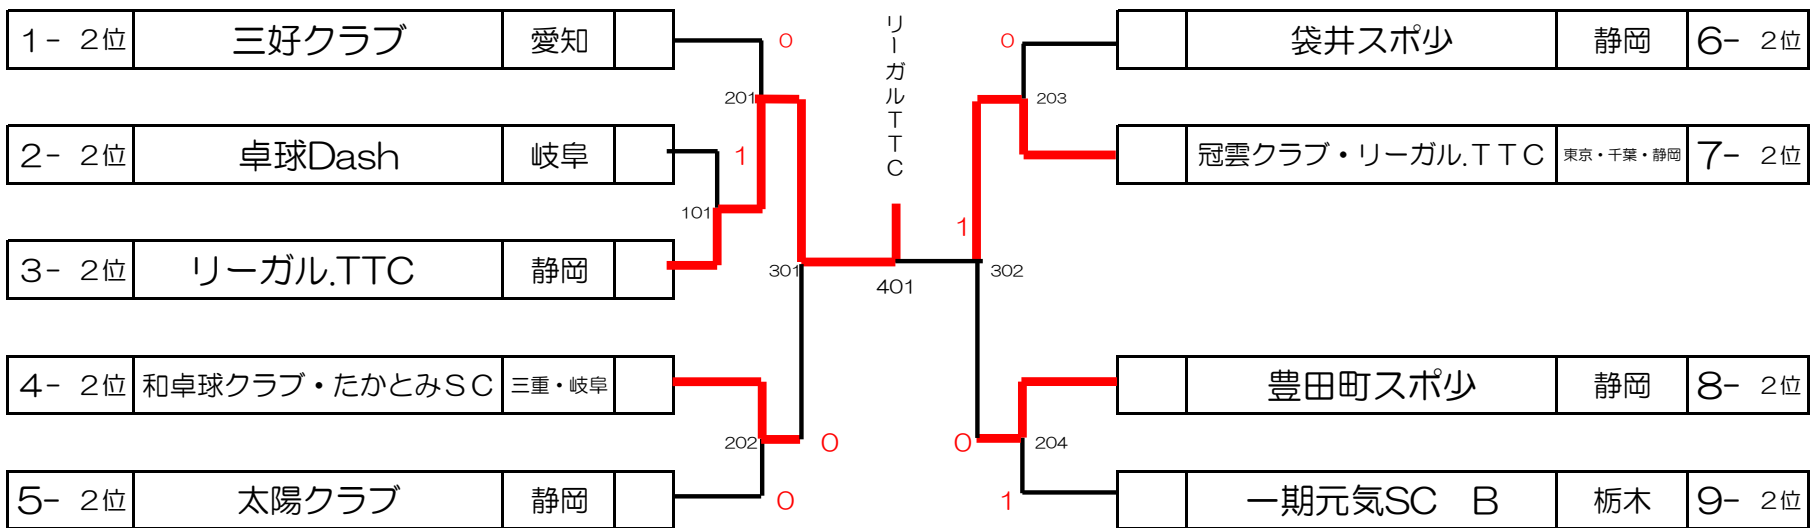 1- 2位 三好クラブ 愛知
2- 2位 卓球Dash 岐阜
3- 2位 リーガル.TTC 静岡
4- 2位 和卓球クラブ・たかとみSC 三重・岐阜
5- 2位 太陽クラブ 静岡
0
201
1
101
301
202
0
0
リーガルTTC
401
0
203
1
302
0
204
1
袋井スポ少 静岡 6- 2位
冠雲クラブ・リーガル.TTC 東京・千葉・静岡 7- 2位
豊田町スポ少 静岡 8- 2位
一期元気SC B 栃木 9- 2位